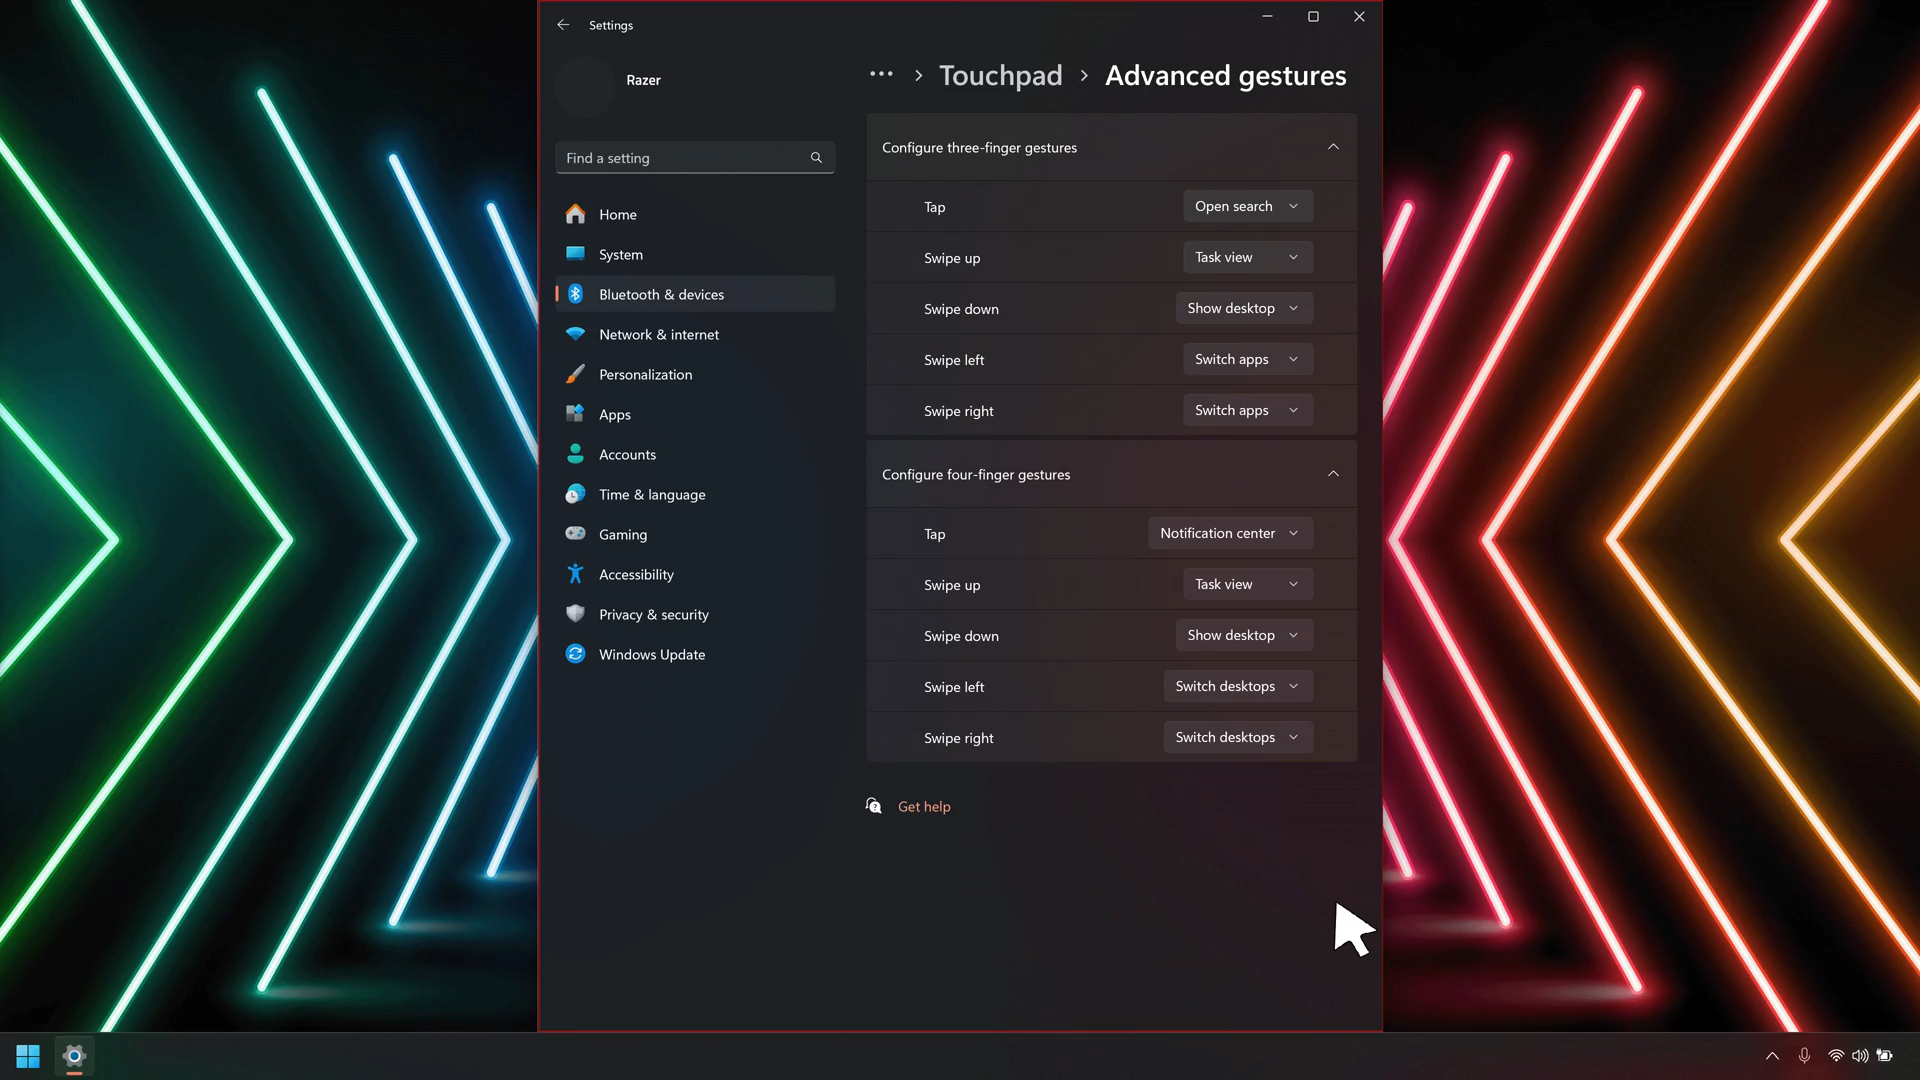 Settings
Razer
Find a setting
Home
System
Bluetooth & devices
Network & internet
Personalization
Apps
Accounts
Time & language
Gaming
Accessibility
Privacy & security
Windows Update
... > Touchpad > Advanced gestures
Configure three-finger gestures
Tap Open search
Swipe up Task view
Swipe down Show desktop
Swipe left Switch apps
Swipe right Switch apps
Configure four-finger gestures
Tap Notification center
Swipe up Task view
Swipe down Show desktop
Swipe left Switch desktops
Swipe right Switch desktops
Get help